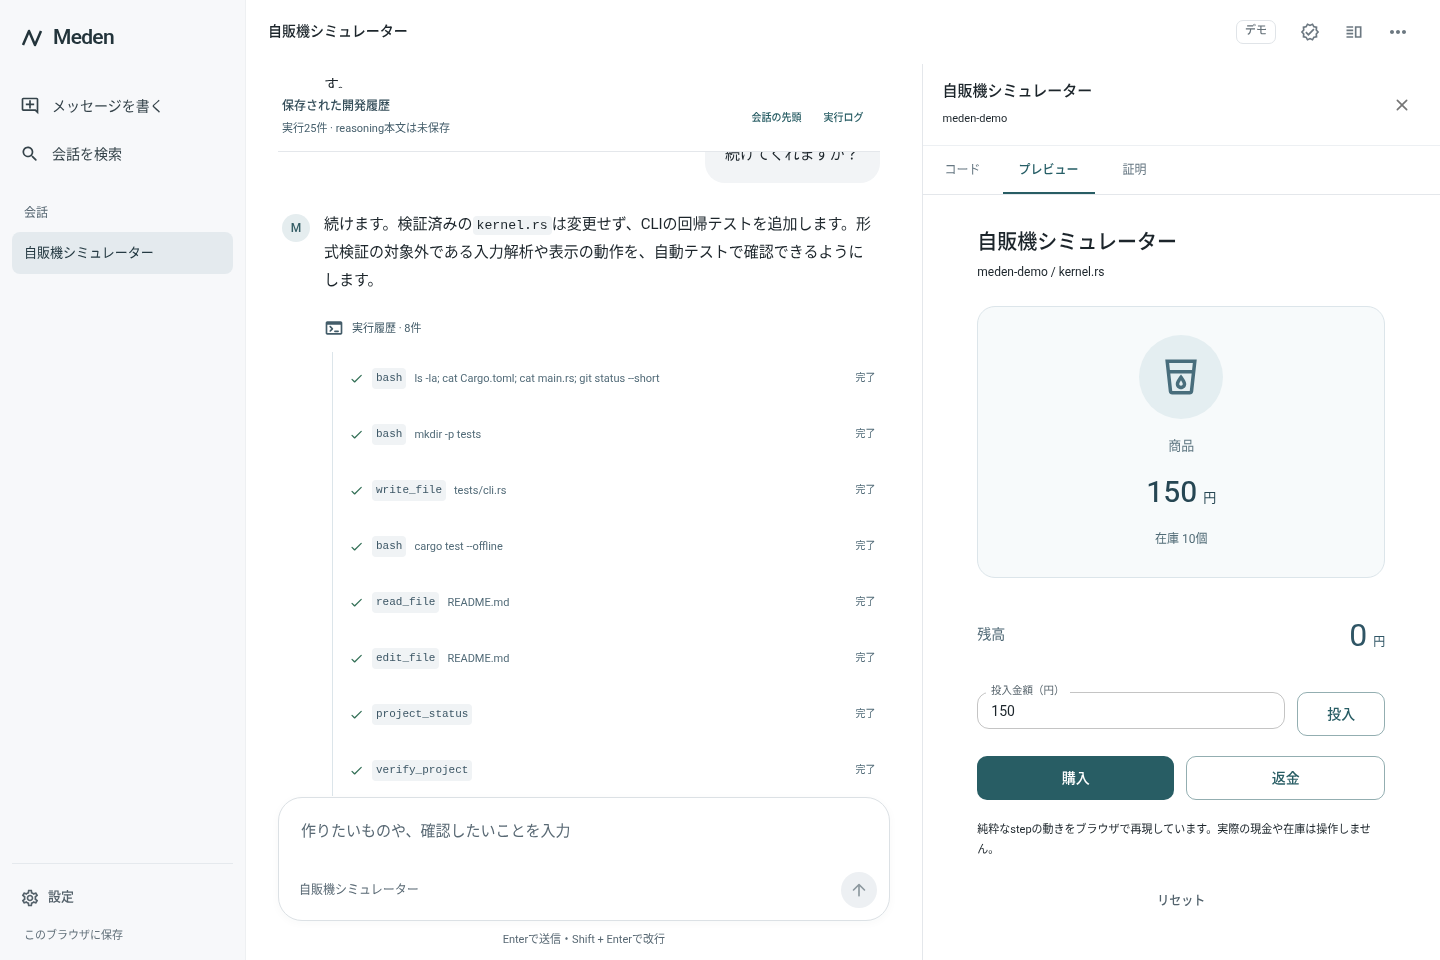 Meden
メッセージを書く
会話を検索
会話
自販機シミュレーター
設定
このブラウザに保存
自販機シミュレーター
デモ
す。
保存された開発履歴
実行25件 · reasoning本文は未保存
会話の先頭
実行ログ
続けてくれますか？
M
続けます。検証済みの kernel.rs は変更せず、CLIの回帰テストを追加します。形
式検証の対象外である入力解析や表示の動作を、自動テストで確認できるように
します。
実行履歴 · 8件
bash ls -la; cat Cargo.toml; cat main.rs; git status --short 完了
bash mkdir -p tests 完了
write_file tests/cli.rs 完了
bash cargo test --offline 完了
read_file README.md 完了
edit_file README.md 完了
project_status 完了
verify_project 完了
作りたいものや、確認したいことを入力
自販機シミュレーター
Enterで送信・Shift + Enterで改行
自販機シミュレーター
meden-demo
コード
プレビュー
証明
自販機シミュレーター
meden-demo / kernel.rs
商品
150 円
在庫 10個
残高
0 円
投入金額（円）
150
投入
購入
返金
純粋なstepの動きをブラウザで再現しています。実際の現金や在庫は操作しませ
ん。
リセット